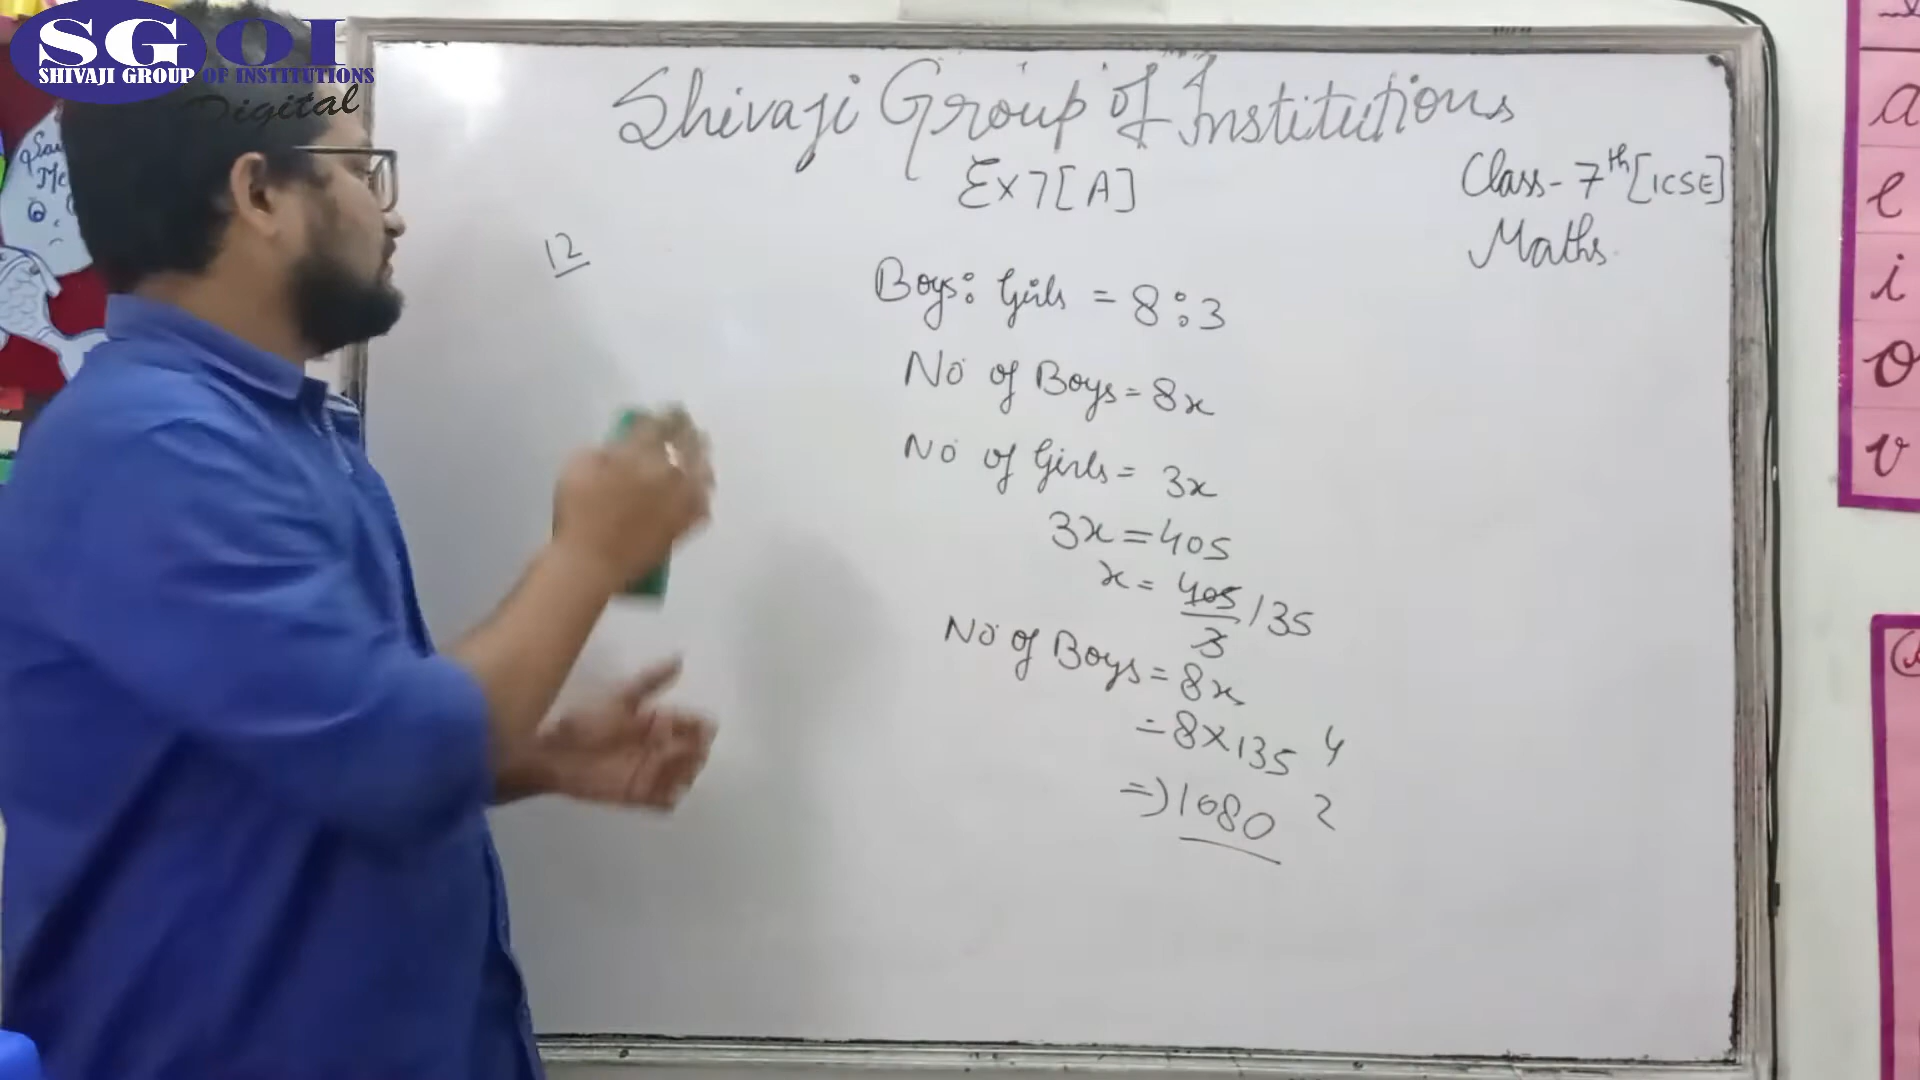 SGOI
SHIVAJI GROUP OF INSTITUTIONS
Digital
Shivaji Group of Institutions
Ex 7[A]
Class - 7th [ICSE]
Maths.
12
Boys : Girls = 8 : 3
No of Boys = 8x
No of Girls = 3x
3x = 405
x = 405/3 135
No of Boys = 8x
= 8 x 135 4
=) 1080 2
a
e
i
o
v